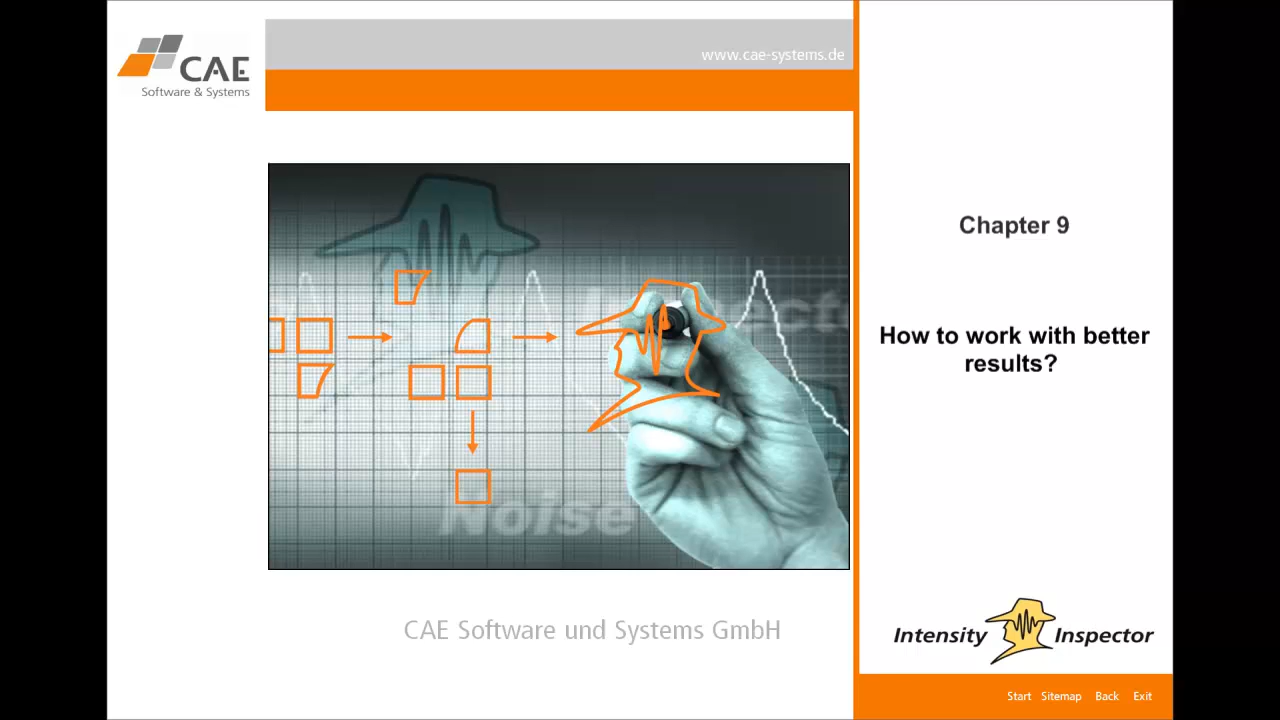 CAE
Software & Systems
www.cae-systems.de
Chapter 9
How to work with better
results?
Noise
CAE Software und Systems GmbH
Intensity Inspector
Start Sitemap Back Exit